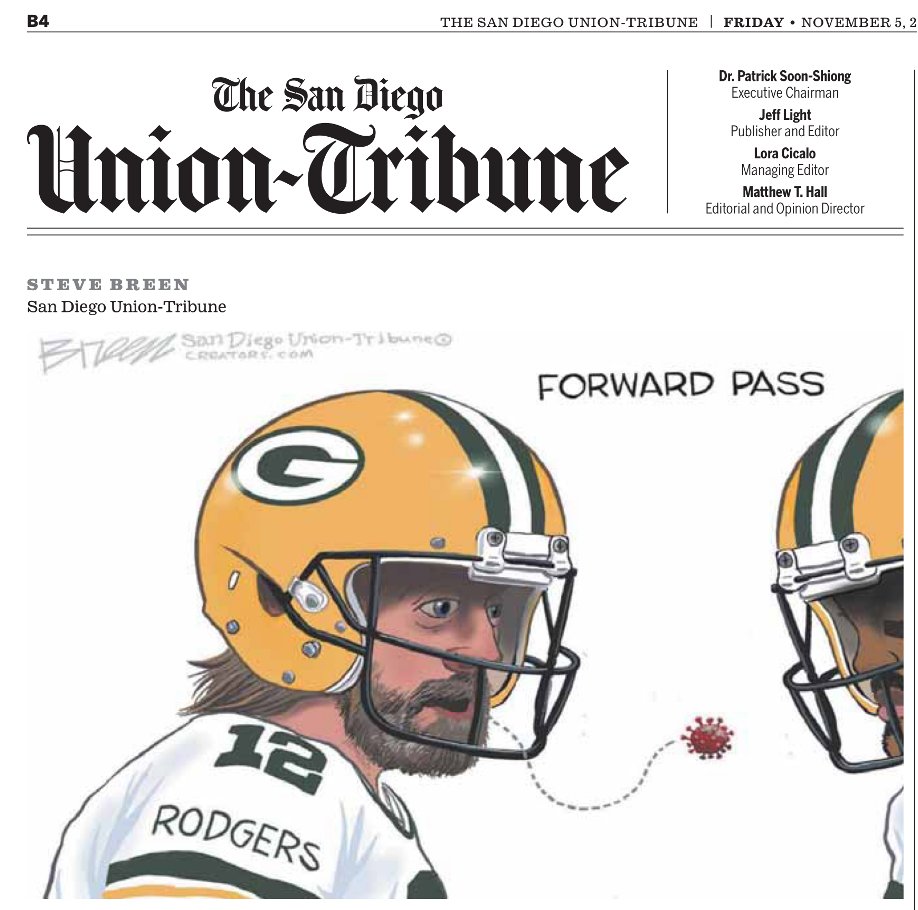 B4
THE SAN DIEGO UNION-TRIBUNE | FRIDAY • NOVEMBER 5, 2
The San Diego
Union-Tribune
Dr. Patrick Soon-Shiong
Executive Chairman
Jeff Light
Publisher and Editor
Lora Cicalo
Managing Editor
Matthew T. Hall
Editorial and Opinion Director
STEVE BREEN
San Diego Union-Tribune
Breen San Diego Union-Tribune©
CREATORS.COM
FORWARD PASS
G
12
RODGERS